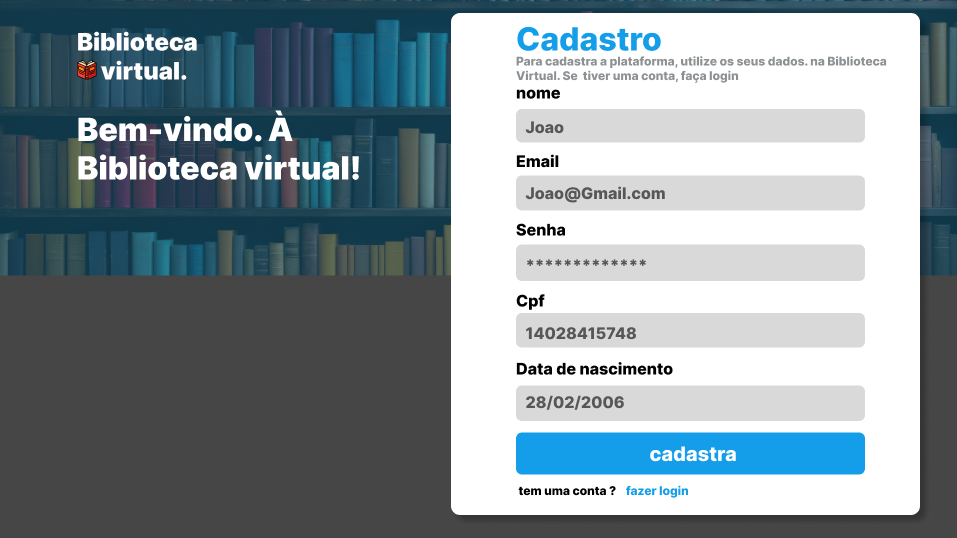 Biblioteca
virtual.
Bem-vindo. À
Biblioteca virtual!
Cadastro
Para cadastra a plataforma, utilize os seus dados. na Biblioteca
Virtual. Se tiver uma conta, faça login
nome
Joao
Email
Joao@Gmail.com
Senha
*************
Cpf
14028415748
Data de nascimento
28/02/2006
cadastra
tem uma conta ? fazer login